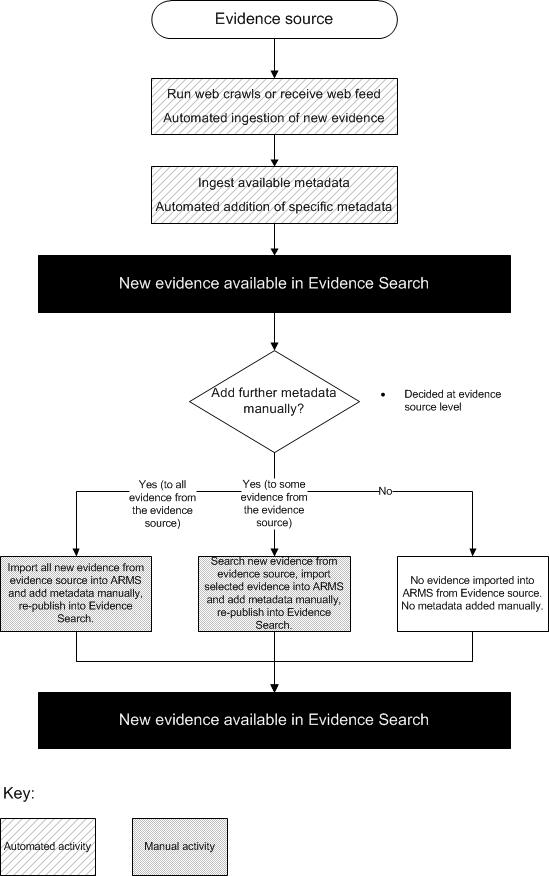 Evidence source
Run web crawls or receive web feed
Automated ingestion of new evidence
Ingest available metadata
Automated addition of specific metadata
New evidence available in Evidence Search
Add further metadata
manually?
• Decided at evidence
source level
Yes (to all
evidence from
the evidence
source)
Yes (to some
evidence from
the evidence
source)
No
Import all new evidence from
evidence source into ARMS
and add metadata manually,
re-publish into Evidence
Search.
Search new evidence from
evidence source, import
selected evidence into ARMS
and add metadata manually,
re-publish into Evidence
Search.
No evidence imported into
ARMS from Evidence source.
No metadata added manually.
New evidence available in Evidence Search
Key:
Automated activity
Manual activity